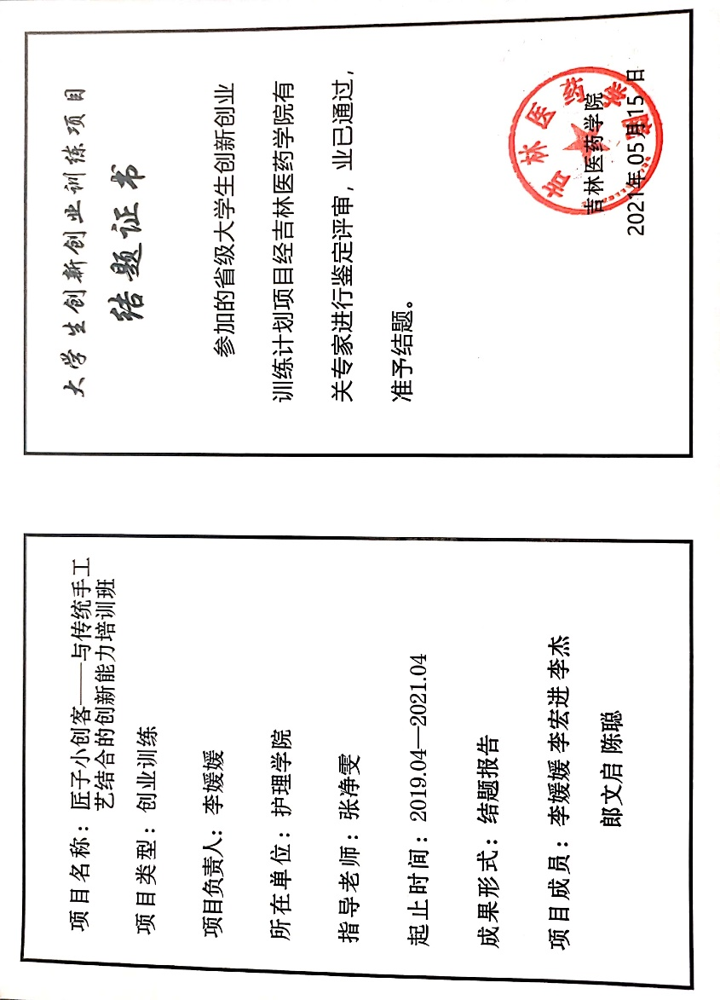 项目名称：匠子小创客——与传统手工
艺结合的创新能力培训班
项目类型：创业训练
项目负责人：李媛媛
所在单位：护理学院
指导老师：张净雯
起止时间：2019.04—2021.04
成果形式：结题报告
项目成员：李媛媛 李宏进 李杰
郎文启 陈聪
大学生创新创业训练项目
结题证书
参加的省级大学生创新创业
训练计划项目经吉林医药学院有
关专家进行鉴定评审，业已通过，
准予结题。
吉林医药学院
吉林医药学院
2021年05月15日